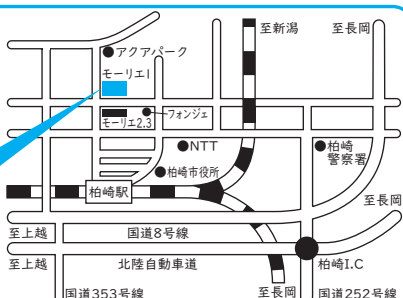 至新潟
至長岡
アクアパーク
モーリエ1
モーリエ2.3
フォンジェ
NTT
柏崎
警察署
柏崎市役所
柏崎駅
至長岡
至上越
国道8号線
至上越
北陸自動車道
柏崎I.C
国道353号線
至長岡
国道252号線